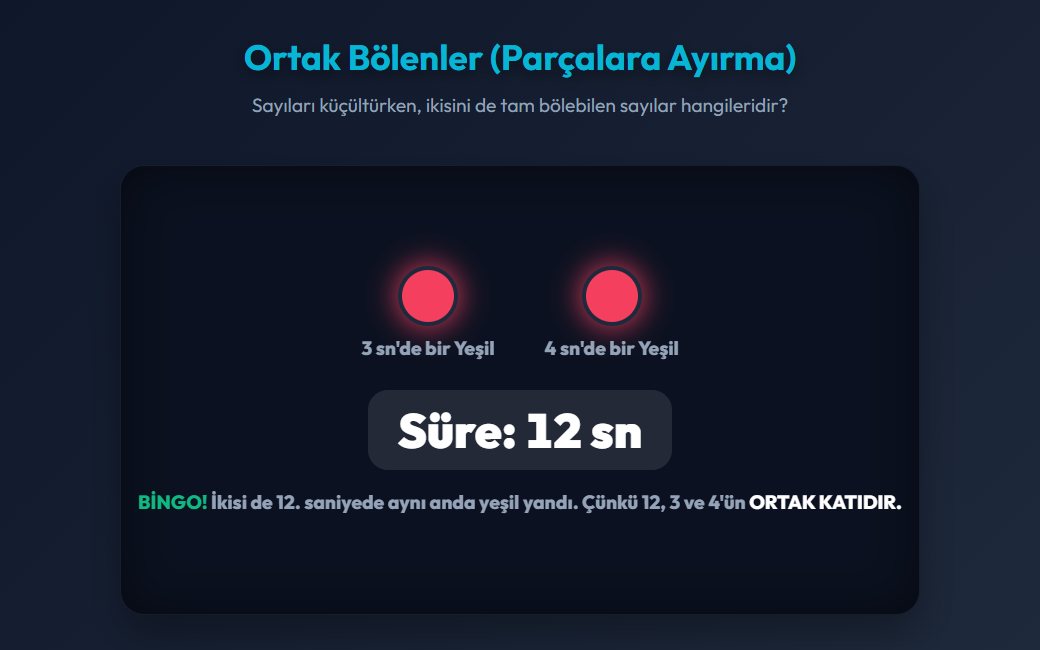 Ortak Bölenler (Parçalara Ayırma)
Sayıları küçültürken, ikisini de tam bölebilen sayılar hangileridir?
3 sn'de bir Yeşil
4 sn'de bir Yeşil
Süre: 12 sn
BİNGO! İkisi de 12. saniyede aynı anda yeşil yandı. Çünkü 12, 3 ve 4'ün ORTAK KATIDIR.